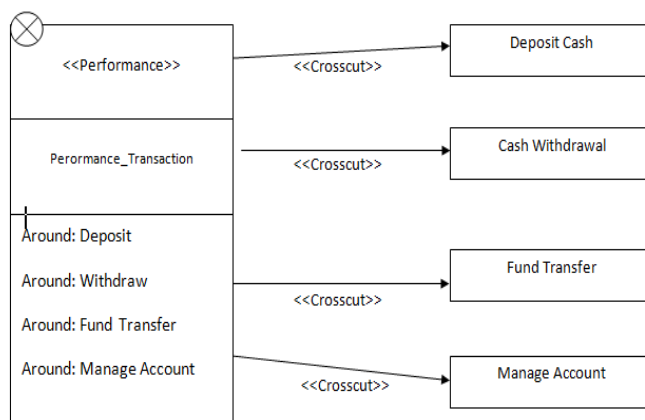 <<Performance>>
Perormance_Transaction
Around: Deposit
Around: Withdraw
Around: Fund Transfer
Around: Manage Account
<<Crosscut>>
<<Crosscut>>
<<Crosscut>>
<<Crosscut>>
Deposit Cash
Cash Withdrawal
Fund Transfer
Manage Account